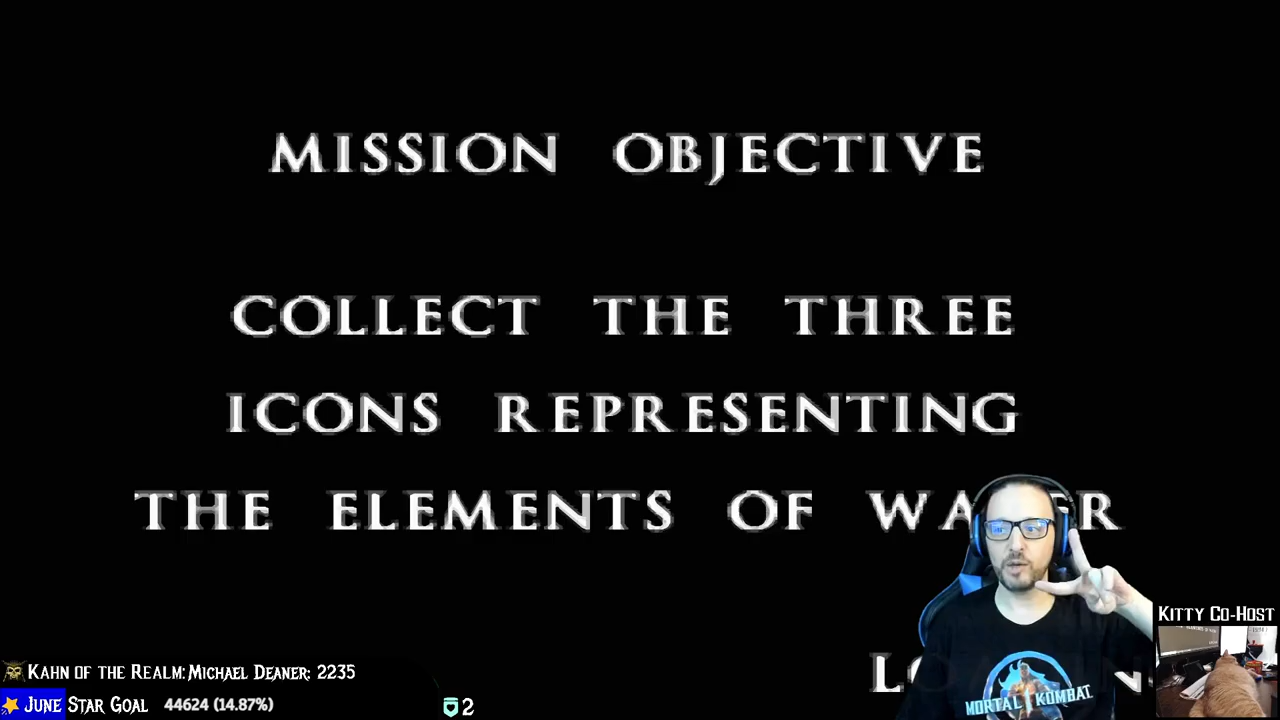 MISSION OBJECTIVE
COLLECT THE THREE
ICONS REPRESENTING
THE ELEMENTS OF
KITTY CO-HOST
KAHN OF THE REALM: MICHAEL DEANER: 2235
MORTAL KOMBAT
JUNE STAR GOAL 44624 (14.87%)
2